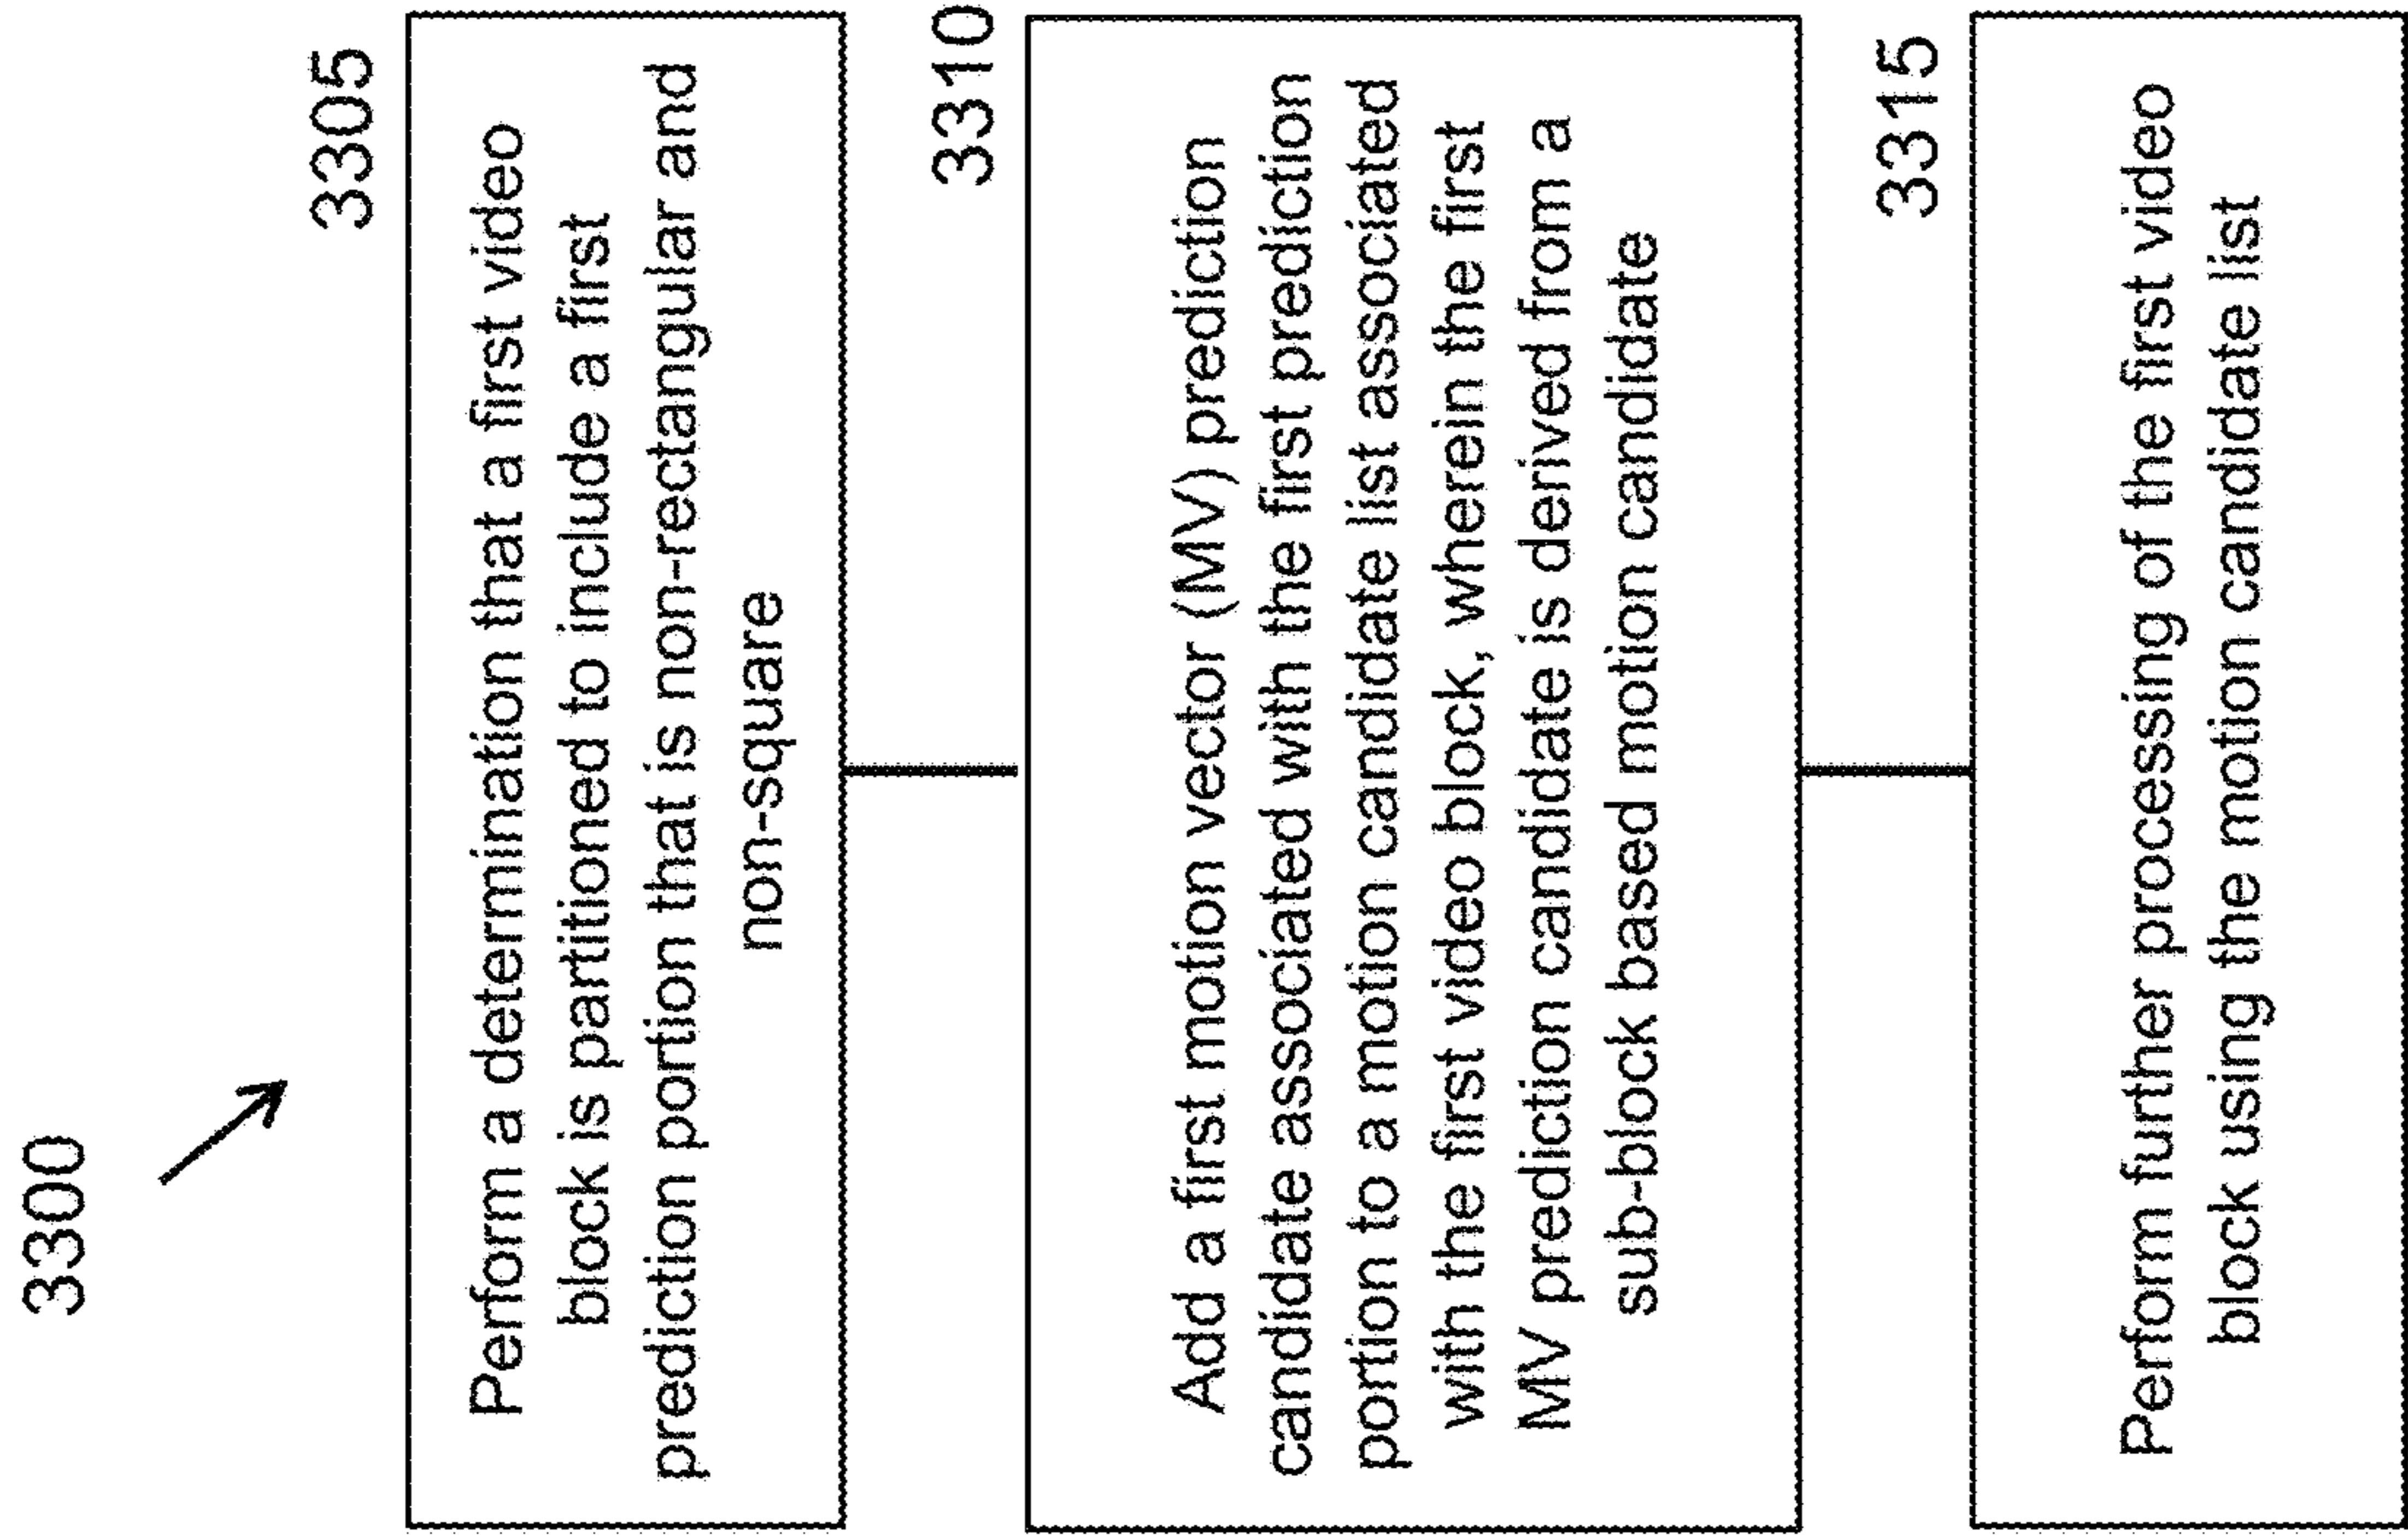 3300
3305
Perform a determination that a first video
block is partitioned to include a first
prediction portion that is non-rectangular and
non-square
3310
Add a first motion vector (MV) prediction
candidate associated with the first prediction
portion to a motion candidate list associated
with the first video block, wherein the first
MV prediction candidate is derived from a
sub-block based motion candidate
3315
Perform further processing of the first video
block using the motion candidate list